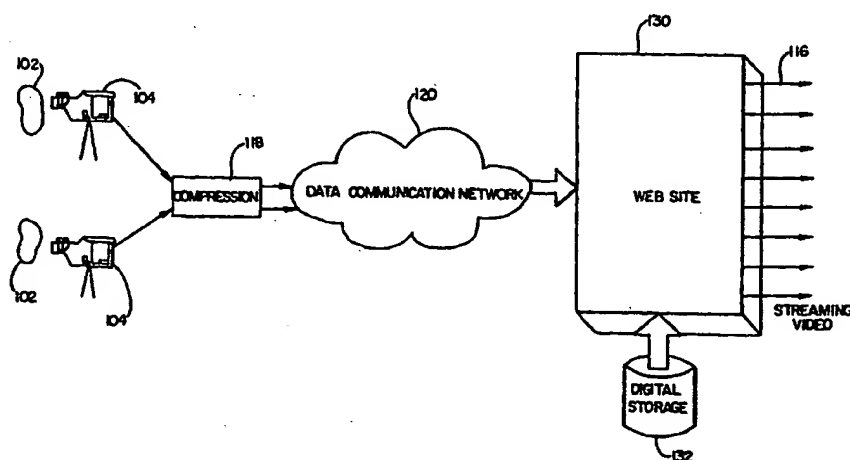 130
116
102
104
120
118
COMPRESSION
DATA COMMUNICATION NETWORK
WEB SITE
102
104
STREAMING
VIDEO
DIGITAL
STORAGE
132